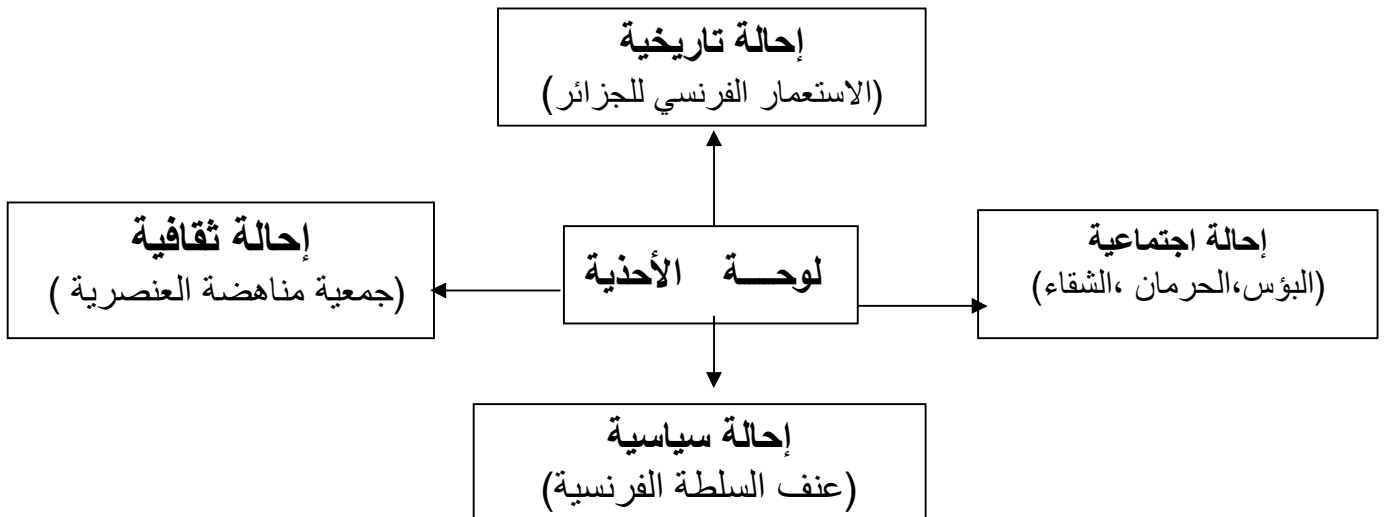 إحالة تاريخية
(الاستعمار الفرنسي للجزائر)
إحالة اجتماعية
(البؤس،الحرمان ،الشقاء)
لوحـــة الأحذية
إحالة ثقافية
(جمعية مناهضة العنصرية )
إحالة سياسية
(عنف السلطة الفرنسية)